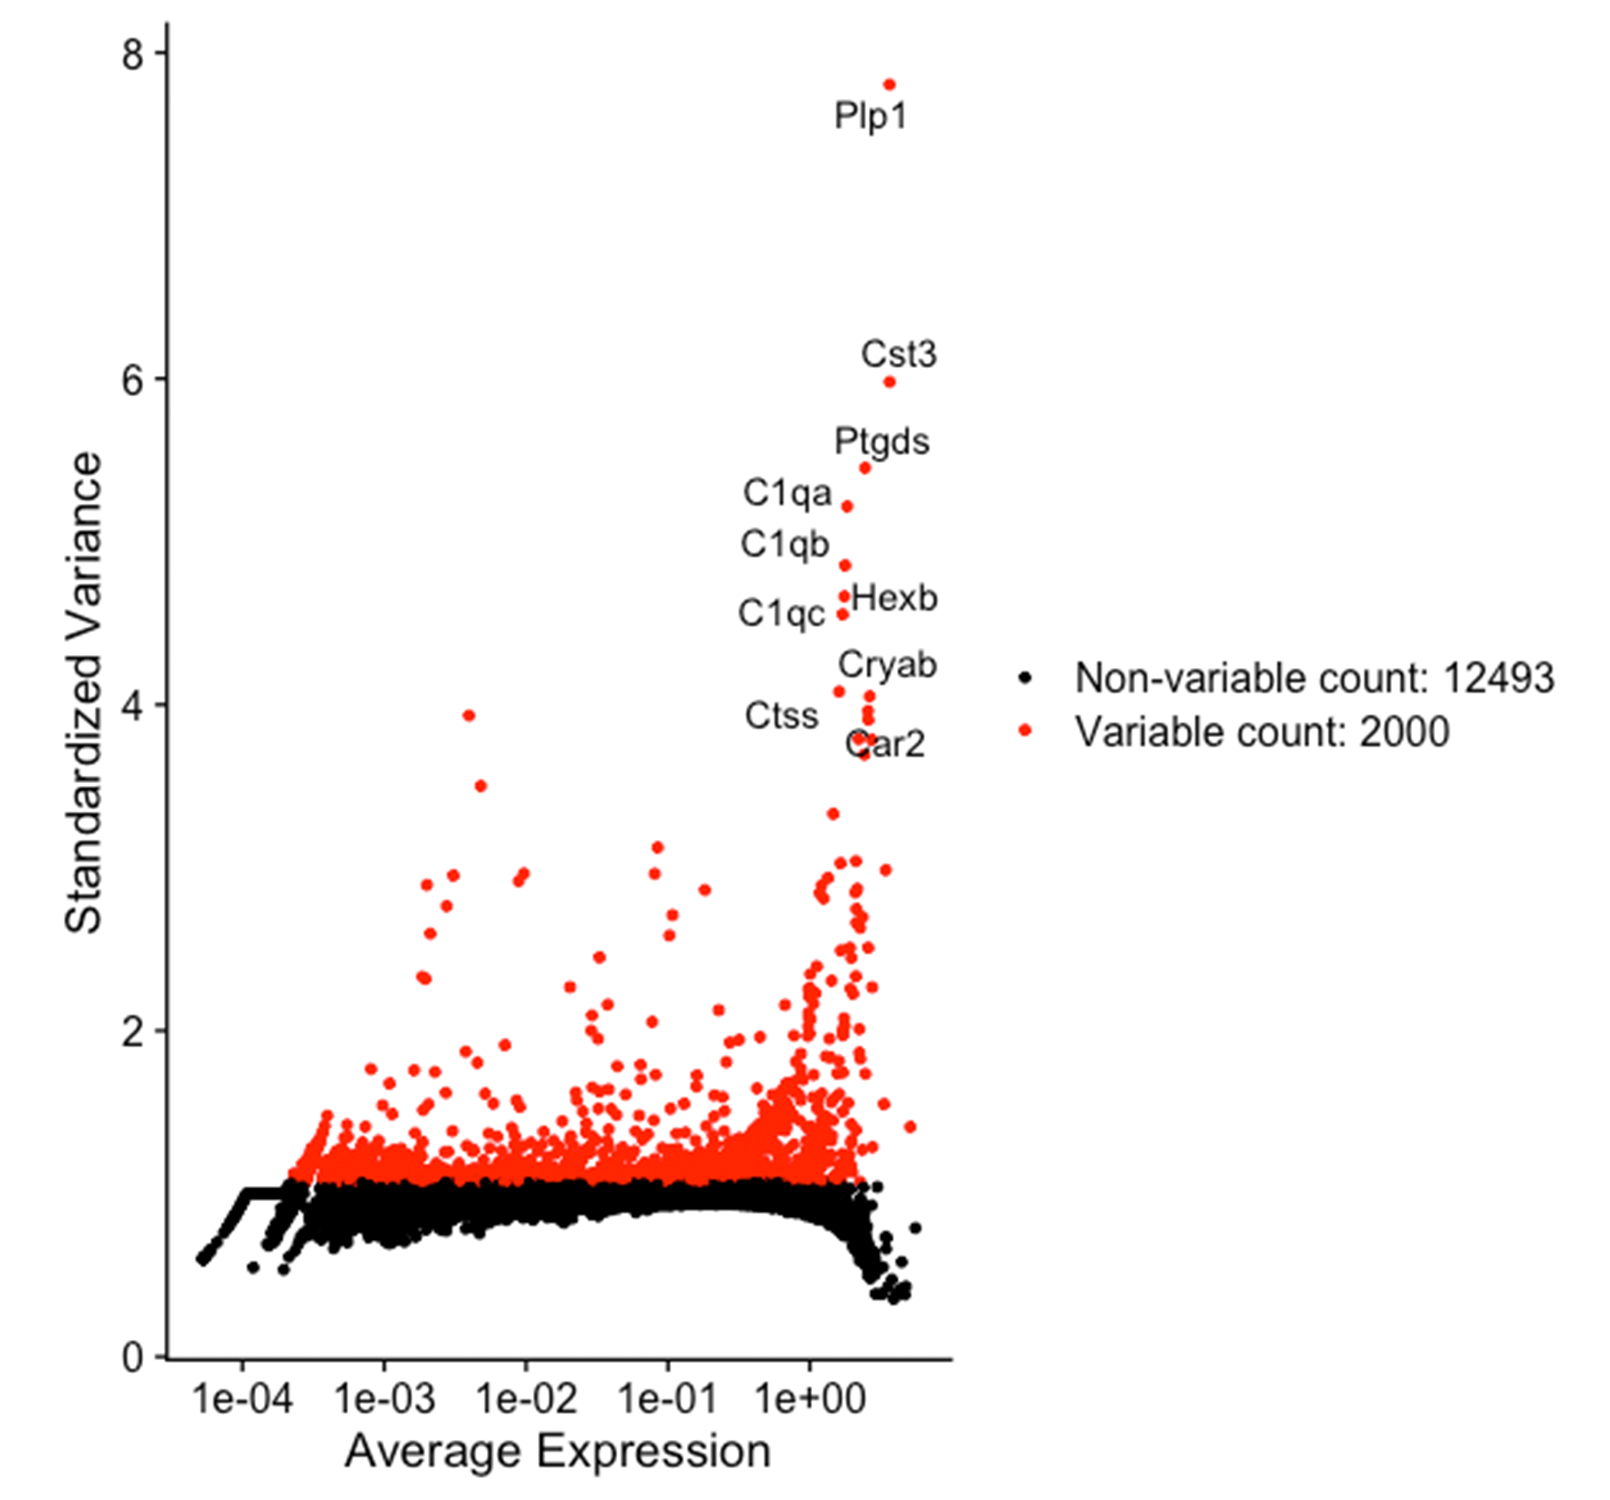 8
Plp1
Cst3
6
Ptgds
C1qa
C1qb
Hexb
C1qc
Cryab
Non-variable count: 12493
4
Ctss
Variable count: 2000
Car2
Standardized Variance
2
0
1e-04 1e-03 1e-02 1e-01 1e+00
Average Expression